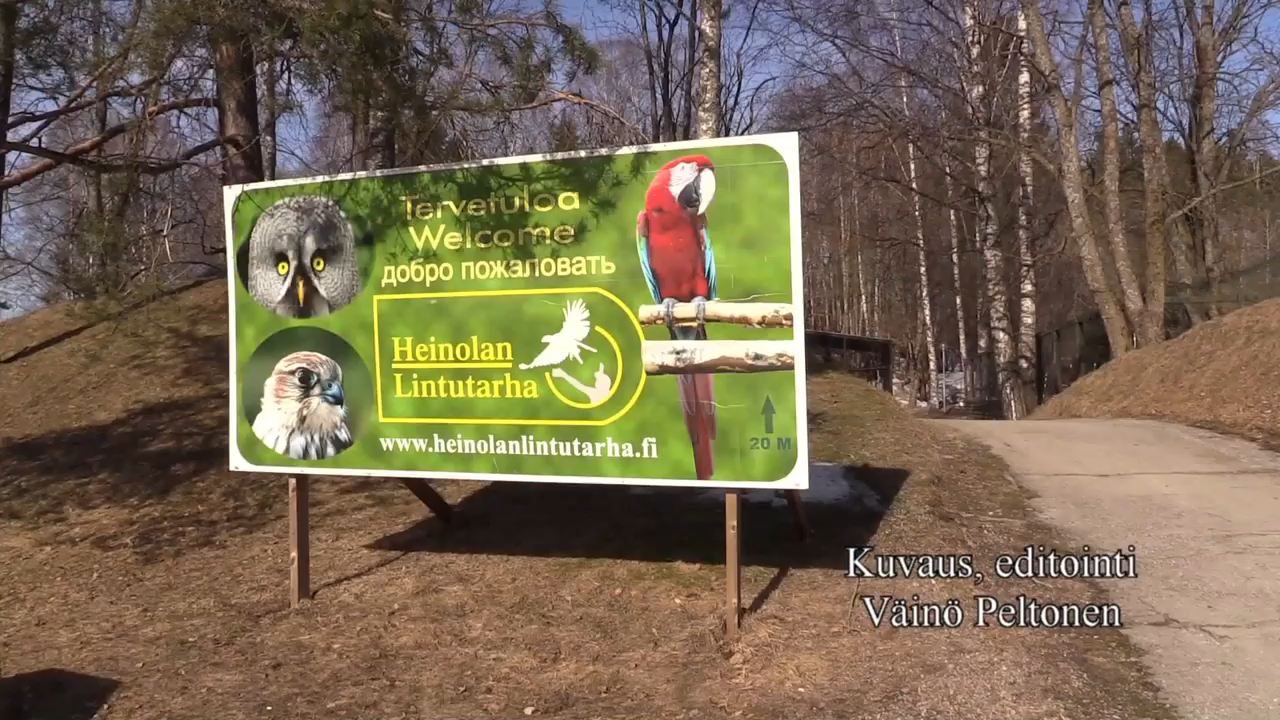 Tervetuloa
Welcome
добро пожаловать
Heinolan
Lintutarha
www.heinolanlintutarha.fi
20 M
Kuvaus, editointi
Väinö Peltonen